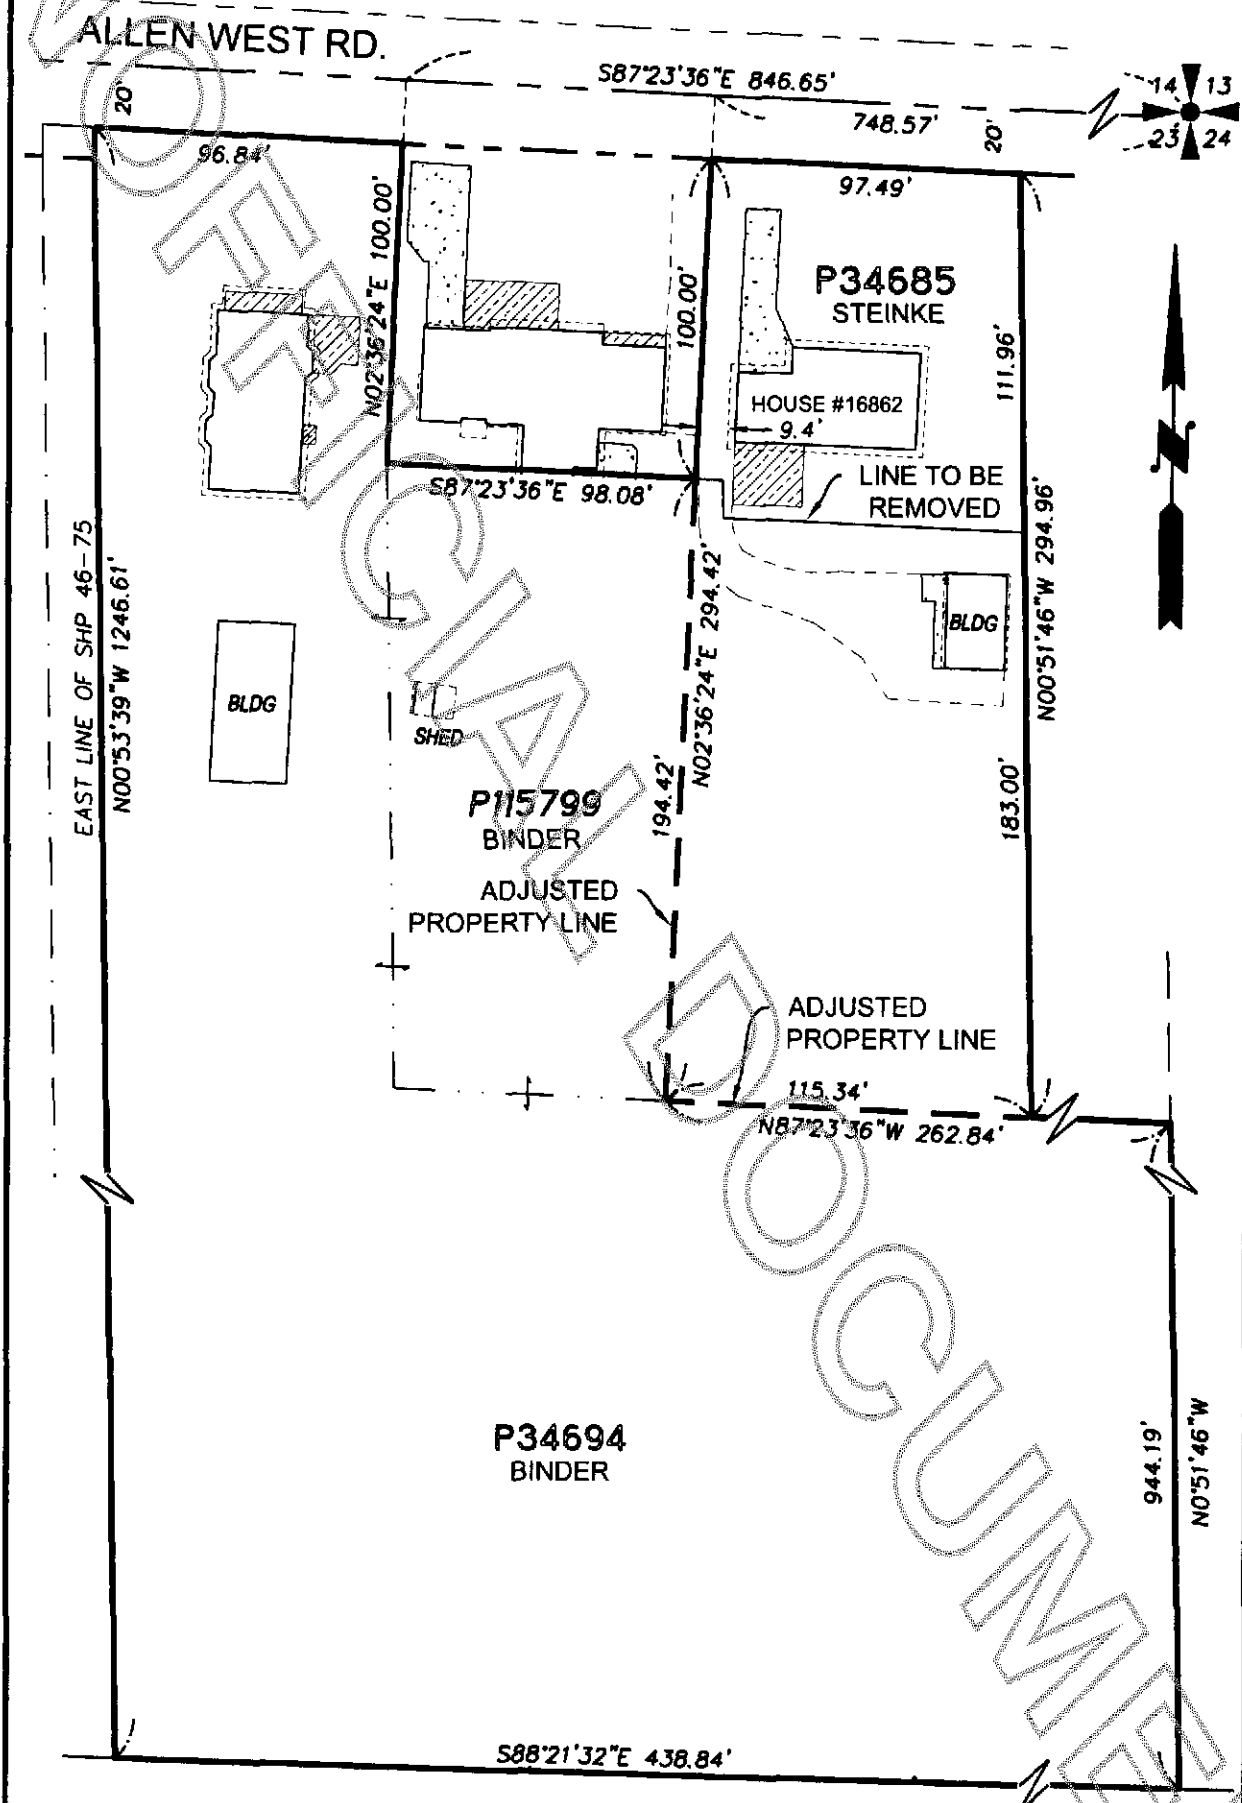 ALLEN WEST RD.
S87°23'36"E 846.65'
748.57'
20'
20'
14 13
23 24
96.84'
97.49'
N02°36'24"E 100.00'
100.00'
P34685
STEINKE
111.96'
HOUSE #16862
9.4'
LINE TO BE
REMOVED
S87°23'36"E 98.08'
EAST LINE OF SHP 46-75
N00°53'39"W 1246.61'
N02°36'24"E 294.42'
194.42'
N00°51'46"W 294.96'
183.00'
BLDG
BLDG
SHED
N
P115799
BINDER
ADJUSTED
PROPERTY LINE
ADJUSTED
PROPERTY LINE
115.34'
N87°23'36"W 262.84'
P34694
BINDER
944.19'
N0°51'46"W
S88°21'32"E 438.84'
OFFICIAL DOCUME